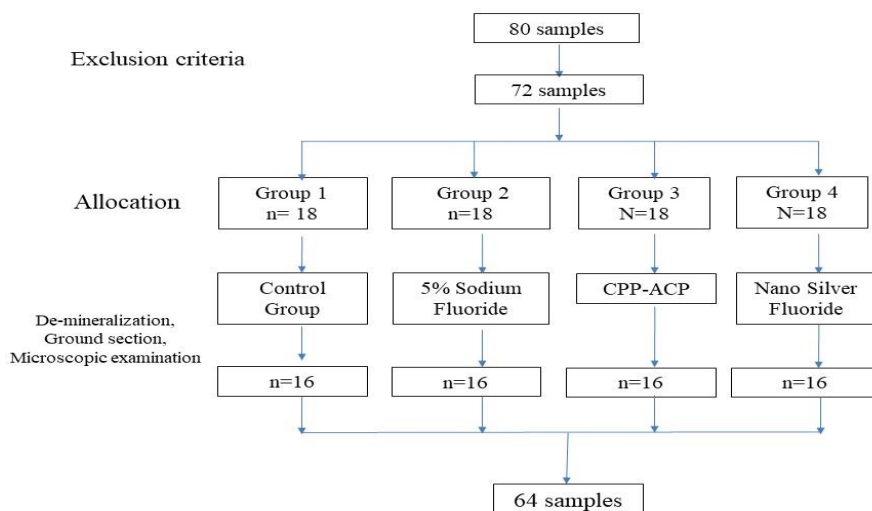 80 samples
Exclusion criteria
72 samples
Allocation
Group 1
n= 18
Group 2
n=18
Group 3
N=18
Group 4
N=18
Control
Group
5% Sodium
Fluoride
CPP-ACP
Nano Silver
Fluoride
De-mineralization,
Ground section,
Microscopic examination
n=16
n=16
n=16
n=16
64 samples